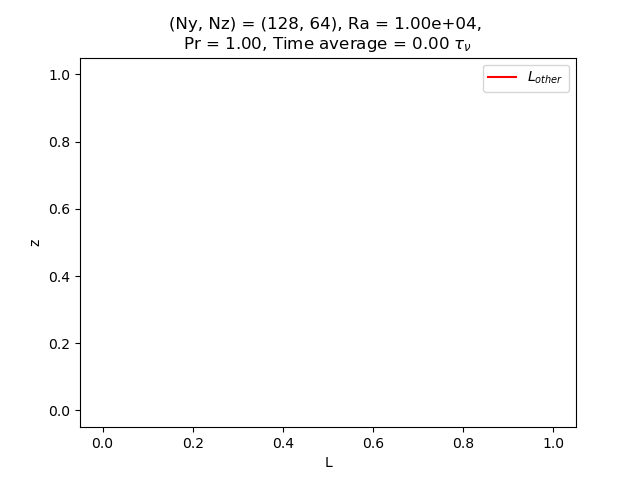 (Ny, Nz) = (128, 64), Ra = 1.00e+04,
Pr = 1.00, Time average = 0.00 τν
L_other
1.0
0.8
0.6
0.4
0.2
0.0
z
0.0 0.2 0.4 0.6 0.8 1.0
L